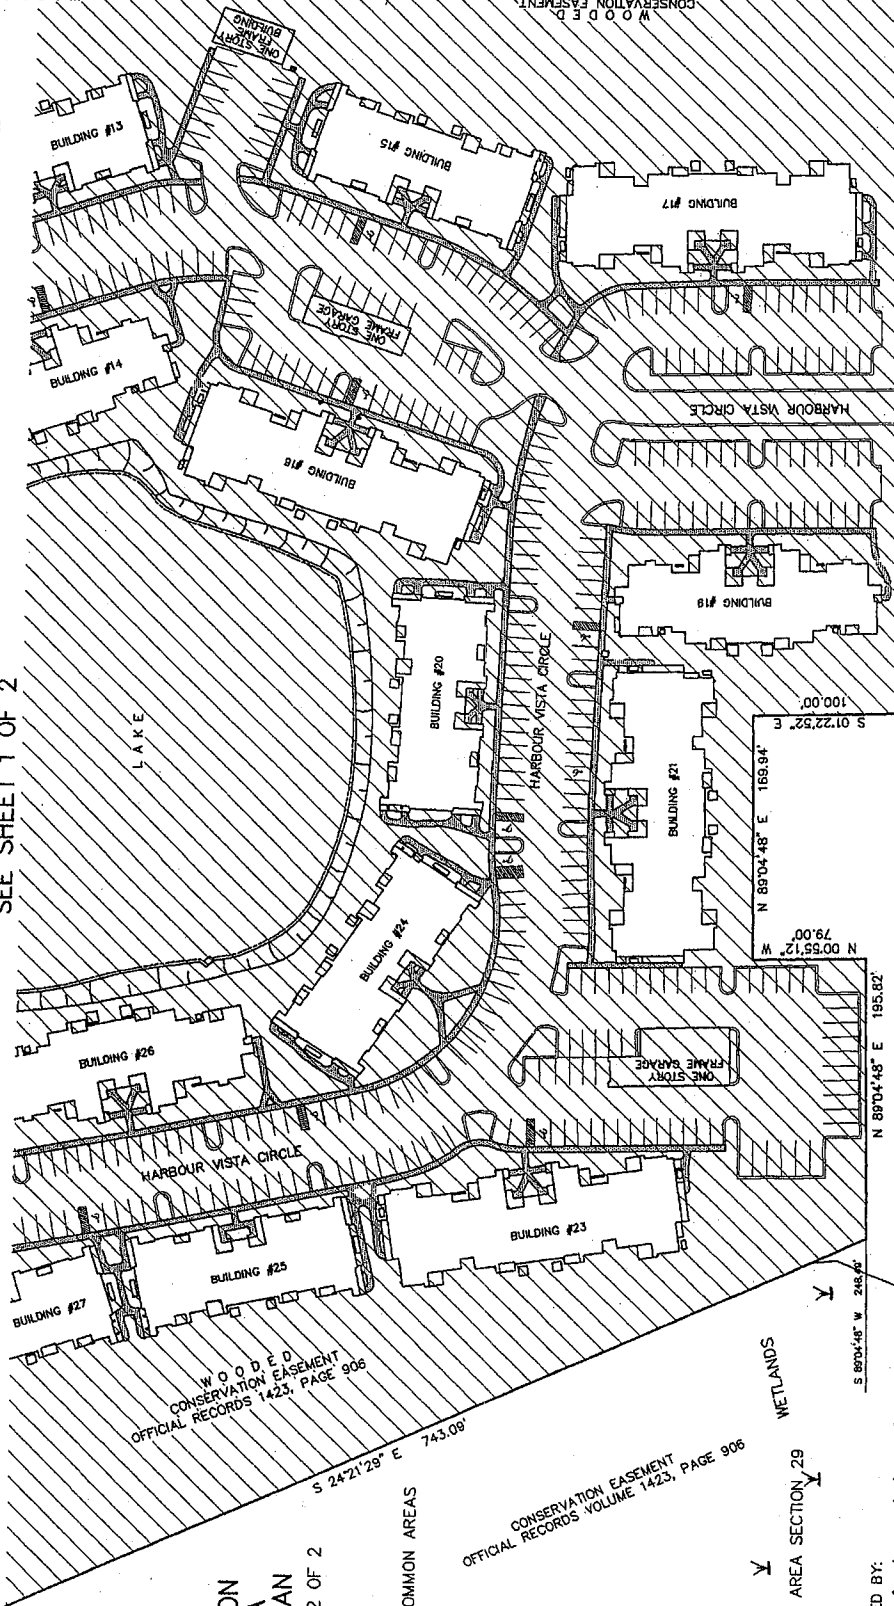 WOODED
CONSERVATION EASEMENT
ONE STORY
FRAME
BUILDING
BUILDING #13
BUILDING #15
BUILDING #17
ONE STORY
FRAME GARAGE
BUILDING #14
HARBOUR VISTA CIRCLE
BUILDING #16
SEE SHEET 1 OF 2
LAKE
BUILDING #19
BUILDING #20
HARBOUR VISTA CIRCLE
S 01°22'52" E
100.00'
BUILDING #21
N 89°04'48" E 169.94'
N 00°55'12" W
79.00'
BUILDING #24
N 89°04'48" E 195.82'
BUILDING #26
ONE STORY
FRAME GARAGE
HARBOUR VISTA CIRCLE
BUILDING #23
BUILDING #25
BUILDING #27
S 89°04'48" W
WOODED
CONSERVATION EASEMENT
OFFICIAL RECORDS 1423, PAGE 906
S 24°21'29" E 743.09'
WETLANDS
CONSERVATION EASEMENT
OFFICIAL RECORDS VOLUME 1423, PAGE 906
AREA SECTION 29
OMMON AREAS
ON
A
AN
2 OF 2
ED BY: